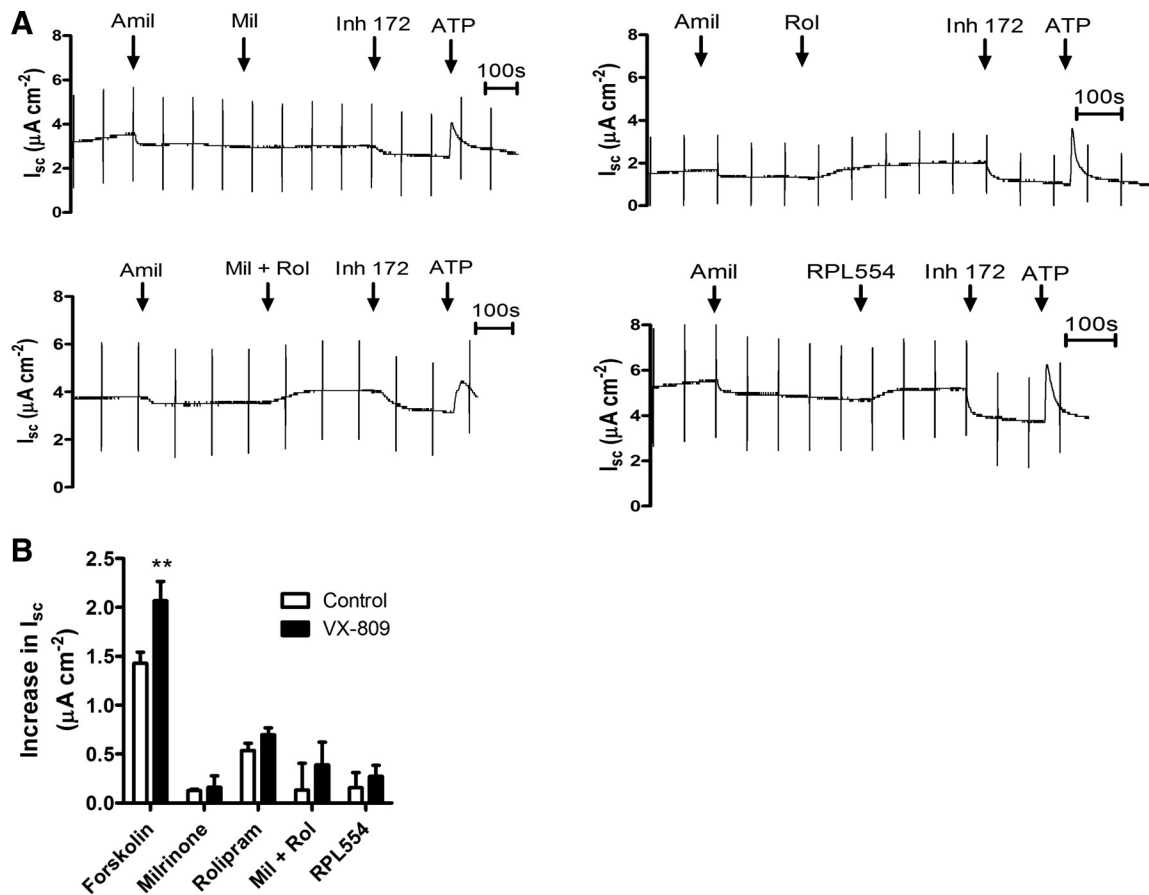 A
Amil Mil Inh 172 ATP
100s
8
6
4
2
0
Isc (µA cm-2)
Amil Rol Inh 172 ATP
100s
8
6
4
2
0
Isc (µA cm-2)
Amil Mil + Rol Inh 172 ATP
100s
8
6
4
2
0
Isc (µA cm-2)
Amil RPL554 Inh 172 ATP
100s
8
6
4
2
0
Isc (µA cm-2)
B
2.5
2.0
1.5
1.0
0.5
0.0
Increase in Isc
(µA cm-2)
**
Control
VX-809
Forskolin
Milrinone
Rolipram
Mil + Rol
RPL554